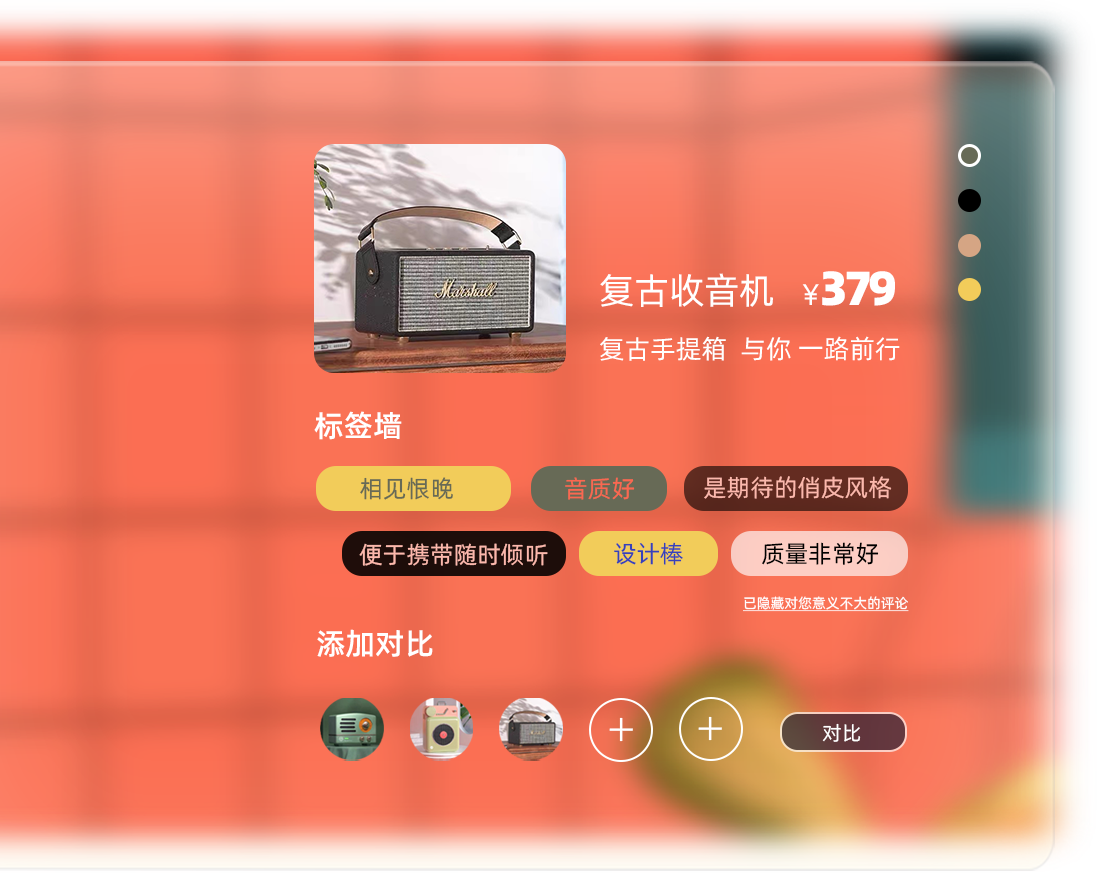 Marshall
复古收音机 ¥379
复古手提箱 与你 一路前行
标签墙
相见恨晚 音质好 是期待的俏皮风格
便于携带随时倾听 设计棒 质量非常好
已隐藏对您意义不大的评论
添加对比
对比